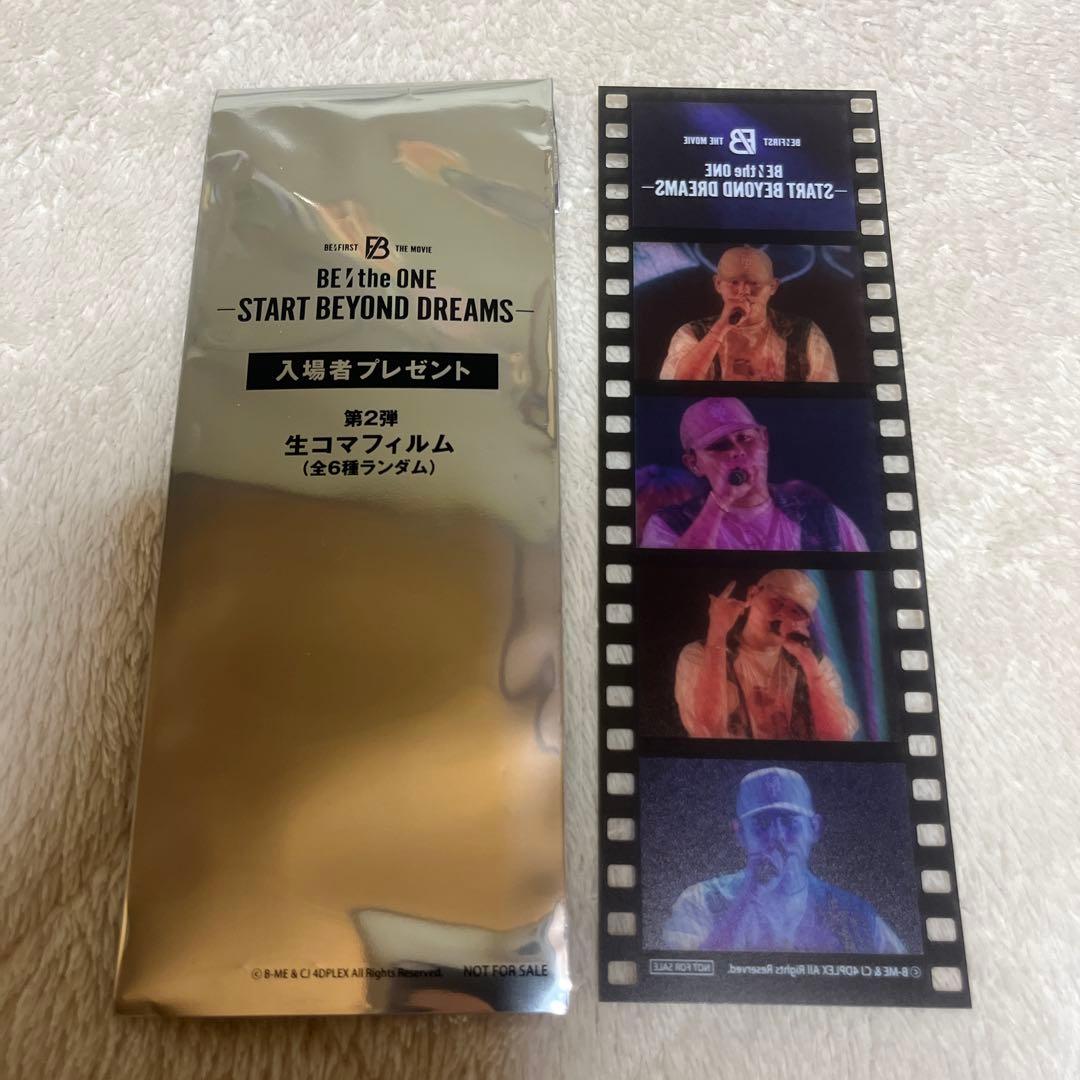 BE:FIRST FB THE MOVIE
BE:the ONE
—START BEYOND DREAMS—
入場者プレゼント
第2弾
生コマフィルム
(全6種ランダム)
© B-ME & CJ 4DPLEX All Rights Reserved. NOT FOR SALE
BE:FIRST FB THE MOVIE
BE:the ONE
—START BEYOND DREAMS—
© B-ME & CJ 4DPLEX All Rights Reserved. NOT FOR SALE